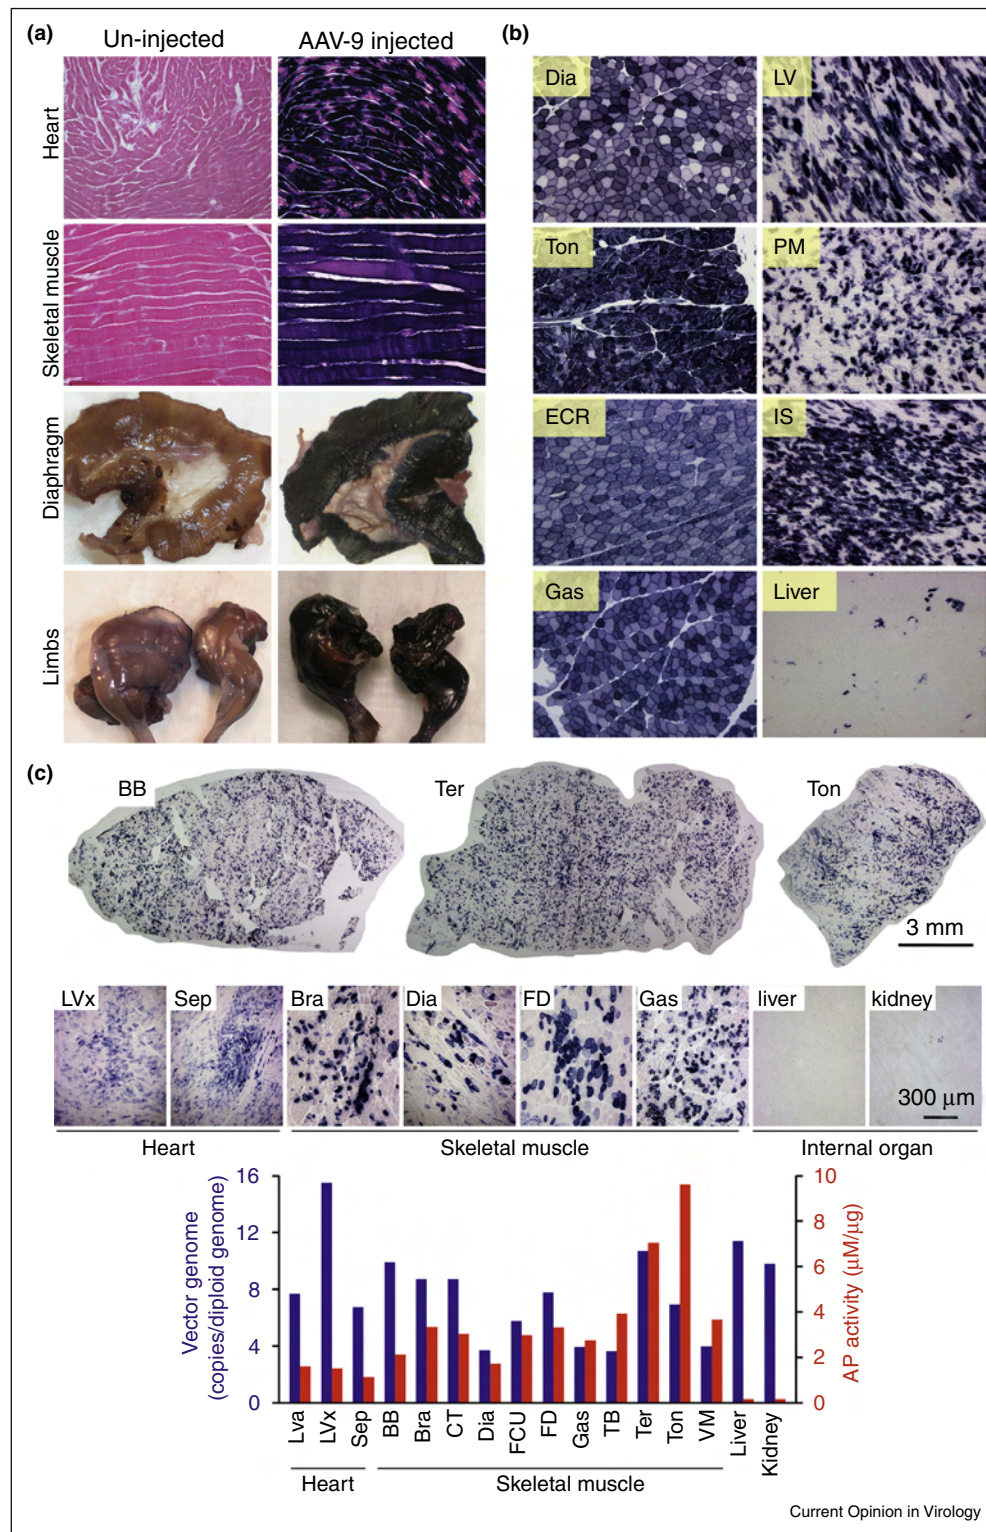 (a)
Un-injected
AAV-9 injected
Heart
Skeletal muscle
Diaphragm
Limbs
(b)
Dia
LV
Ton
PM
ECR
IS
Gas
Liver
(c)
BB
Ter
Ton
3 mm
LVx
Sep
Bra
Dia
FD
Gas
liver
kidney
300 μm
Heart
Skeletal muscle
Internal organ
Vector genome
(copies/diploid genome)
16
12
8
4
0
10
8
6
4
2
0
AP activity (μM/μg)
Lva
LVx
Sep
BB
Bra
CT
Dia
FCU
FD
Gas
TB
Ter
Ton
VM
Liver
Kidney
Heart
Skeletal muscle
Current Opinion in Virology